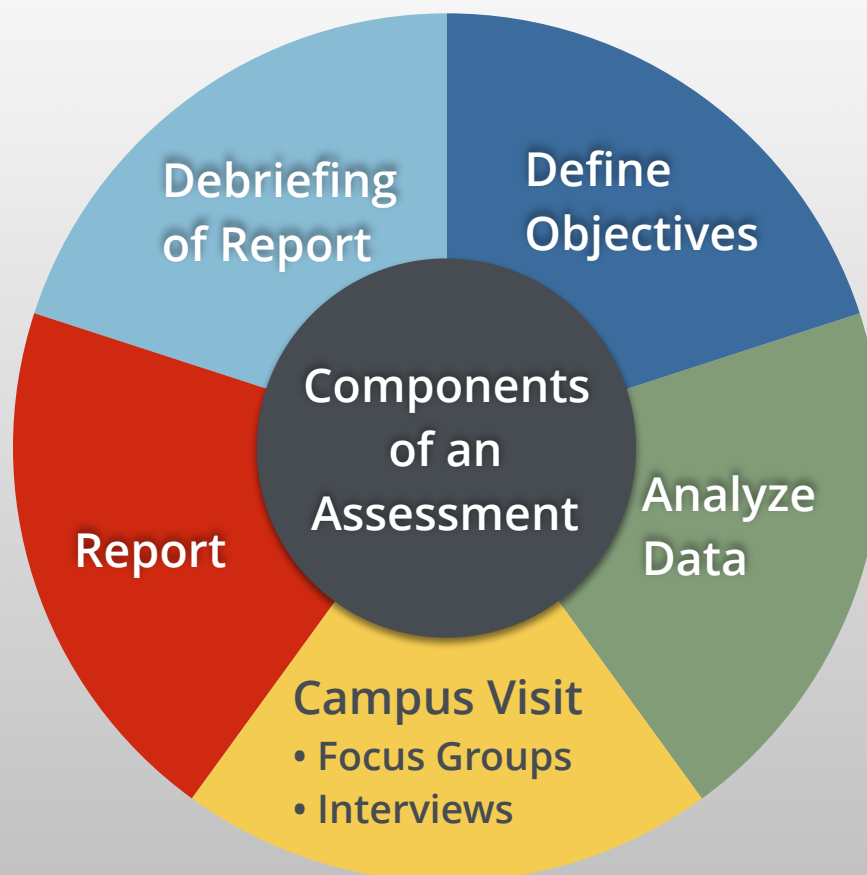 Debriefing
of Report
Define
Objectives
Components
of an
Assessment
Analyze
Data
Report
Campus Visit
• Focus Groups
• Interviews